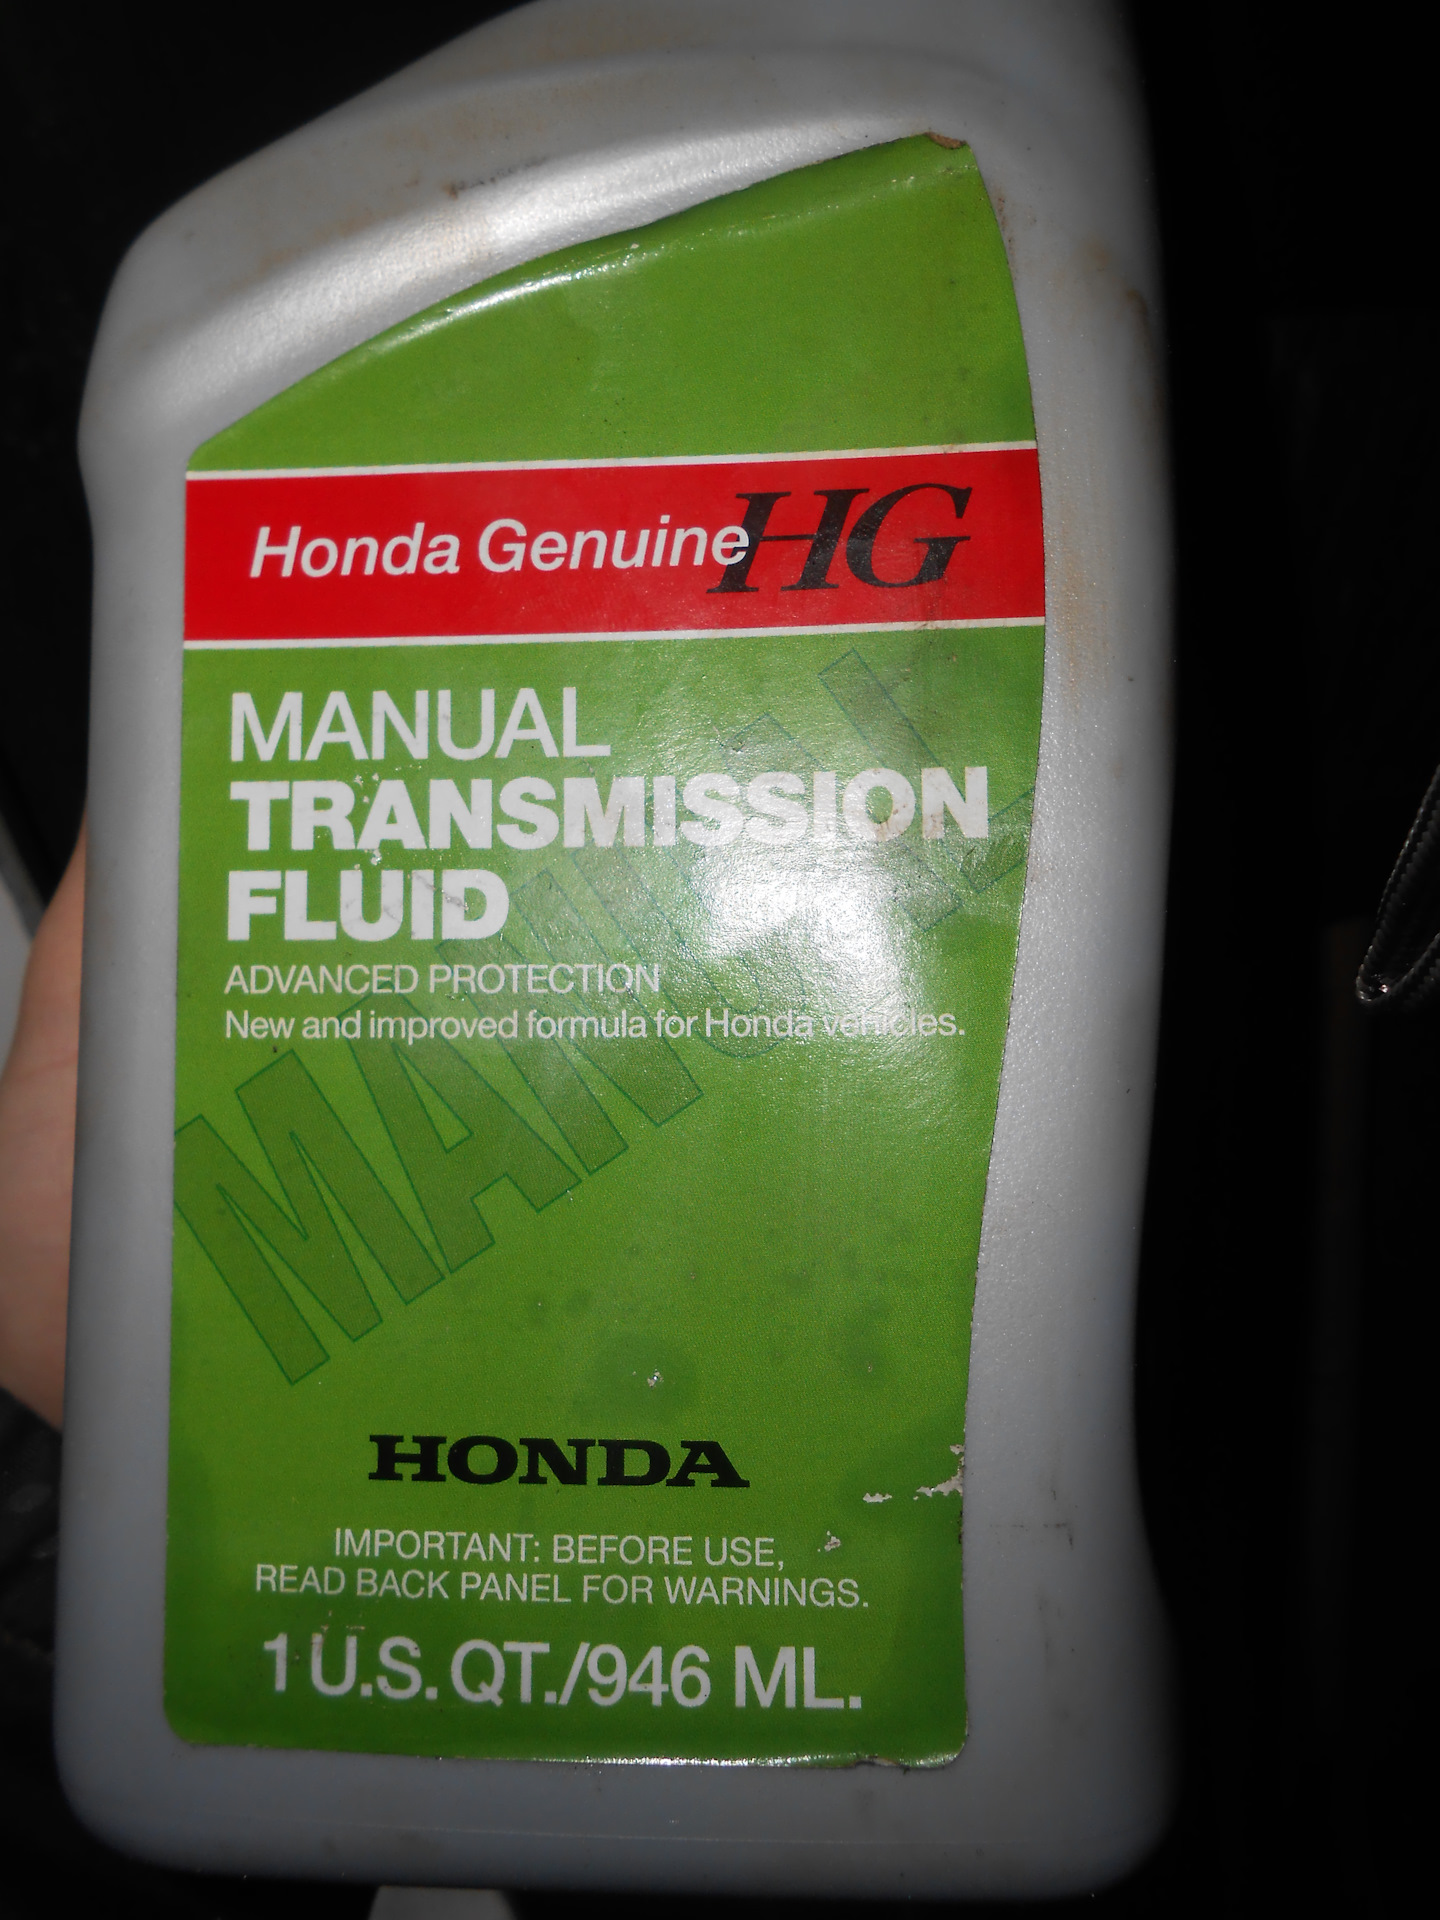 Honda Genuine HG
MANUAL
TRANSMISSION
FLUID
ADVANCED PROTECTION
New and improved formula for Honda vehicles.
MANUAL
HONDA
IMPORTANT: BEFORE USE,
READ BACK PANEL FOR WARNINGS.
1 U.S. QT./946 ML.